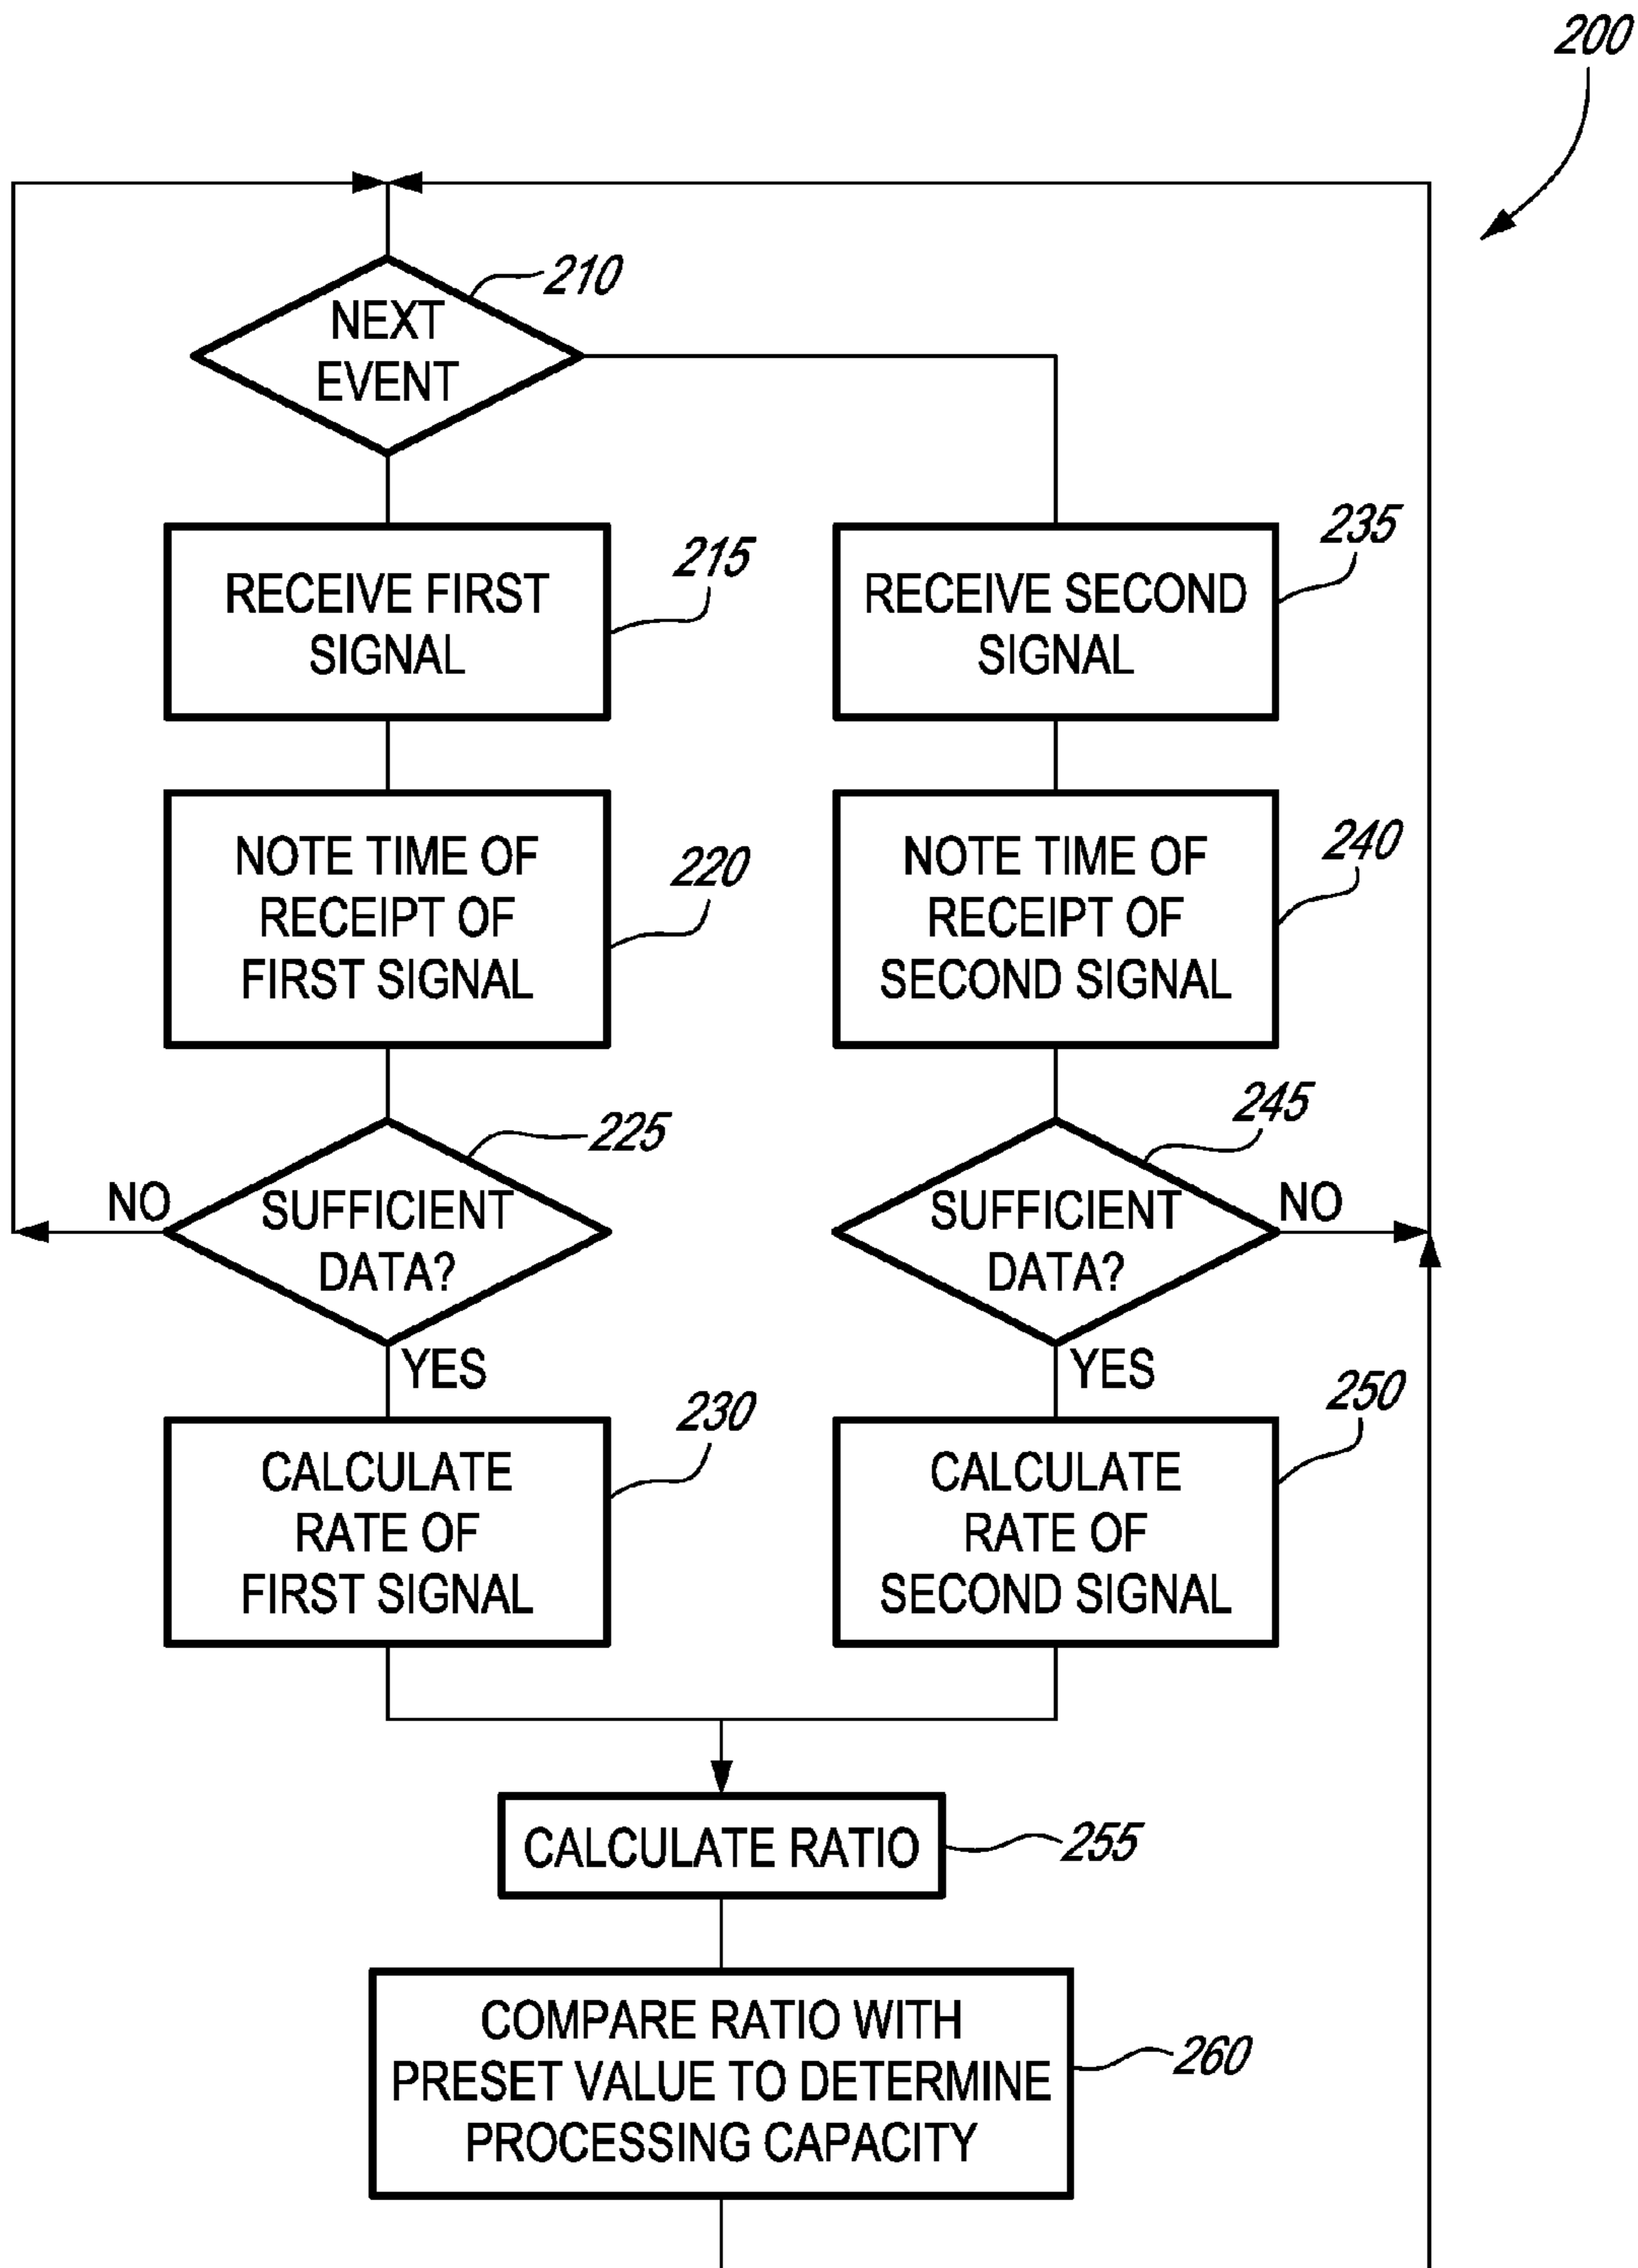 200
210
NEXT
EVENT
215
RECEIVE FIRST
SIGNAL
235
RECEIVE SECOND
SIGNAL
220
NOTE TIME OF
RECEIPT OF
FIRST SIGNAL
240
NOTE TIME OF
RECEIPT OF
SECOND SIGNAL
225
NO
SUFFICIENT
DATA?
YES
245
SUFFICIENT
DATA?
NO
YES
230
CALCULATE
RATE OF
FIRST SIGNAL
250
CALCULATE
RATE OF
SECOND SIGNAL
CALCULATE RATIO
255
COMPARE RATIO WITH
PRESET VALUE TO DETERMINE
PROCESSING CAPACITY
260